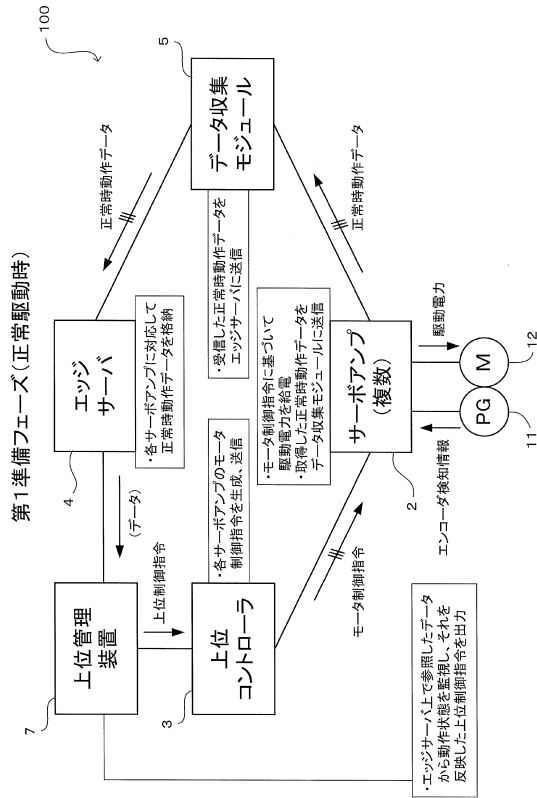 第1準備フェーズ(正常駆動時)
100
7
上位管理
装置
(データ)
4
エッジ
サーバ
・各サーボアンプに対応して
正常時動作データを格納
正常時動作データ
5
データ収集
モジュール
・受信した正常時動作データを
エッジサーバに送信
上位制御指令
3
上位
コントローラ
・各サーボアンプのモータ
制御指令を生成、送信
モータ制御指令
・モータ制御指令に基づいて
駆動電力を給電
・取得した正常時動作データを
データ収集モジュールに送信
2
サーボアンプ
(複数)
正常時動作データ
エンコーダ検知情報
駆動電力
PG
M
11
12
・エッジサーバ上で参照したデータ
から動作状態を監視し、それを
反映した上位制御指令を出力